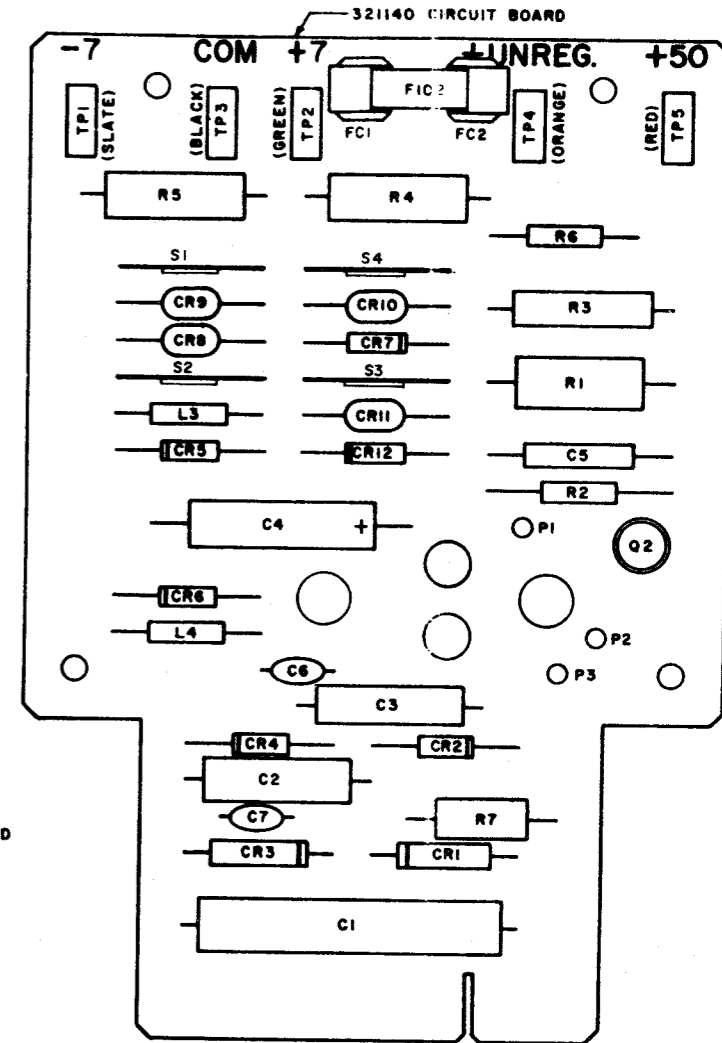 321140 CIRCUIT BOARD
-7 COM +7 +UNREG. +50
TP1 (SLATE) (BLACK) TP3 (GREEN) TP2 TP4 (ORANGE) (RED) TP5
FC1 FC2
R5 R4
R6
S1 S4
CR9 CR10 R3
CR8 CR7
S2 S3 R1
L3 CR11
CR5 CR12 C5
R2
C4 + P1 Q2
CR6
L4 P2
C6 P3
C3
CR4 CR2
C2
C7 R7
D
CR3 CR1
C1